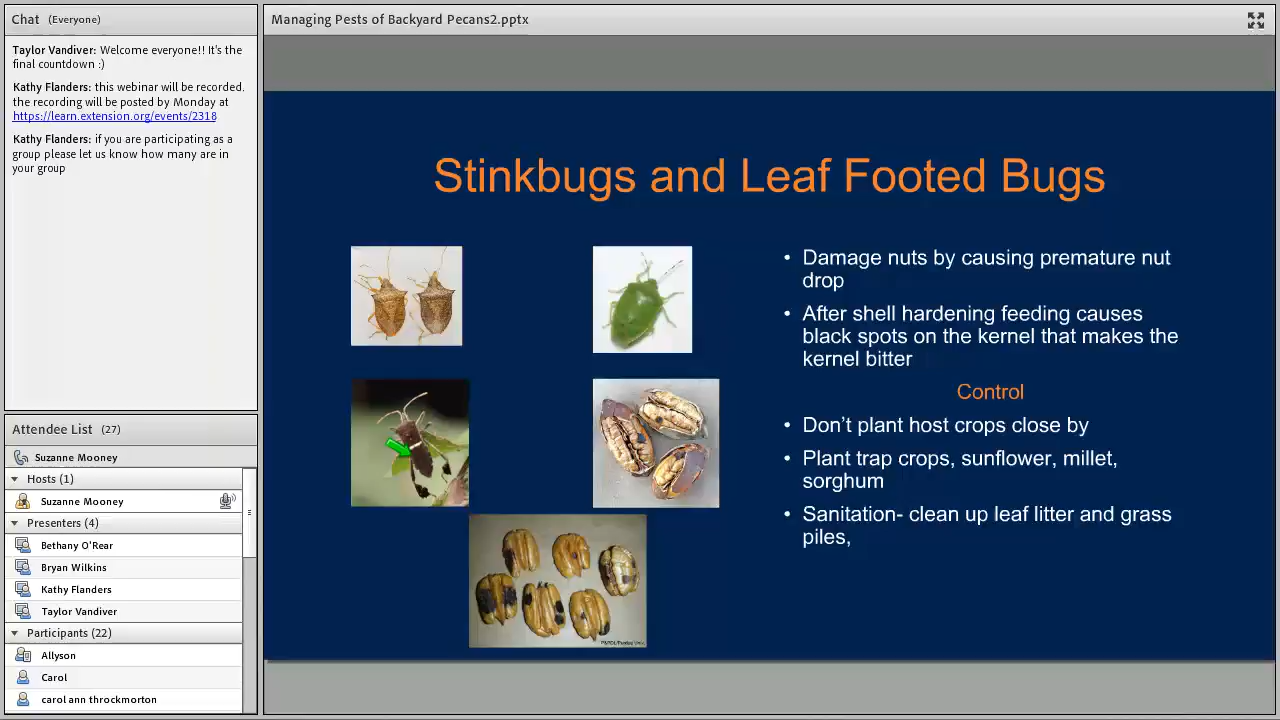 Chat (Everyone)
Taylor Vandiver: Welcome everyone!! It's the
final countdown :)
Kathy Flanders: this webinar will be recorded.
the recording will be posted by Monday at
https://learn.extension.org/events/2318
Kathy Flanders: if you are participating as a
group please let us know how many are in
your group
Attendee List (27)
Suzanne Mooney
Hosts (1)
Suzanne Mooney
Presenters (4)
Bethany O'Rear
Bryan Wilkins
Kathy Flanders
Taylor Vandiver
Participants (22)
Allyson
Carol
carol ann throckmorton
Managing Pests of Backyard Pecans2.pptx
Stinkbugs and Leaf Footed Bugs
• Damage nuts by causing premature nut
drop
• After shell hardening feeding causes
black spots on the kernel that makes the
kernel bitter
Control
• Don’t plant host crops close by
• Plant trap crops, sunflower, millet,
sorghum
• Sanitation- clean up leaf litter and grass
piles,